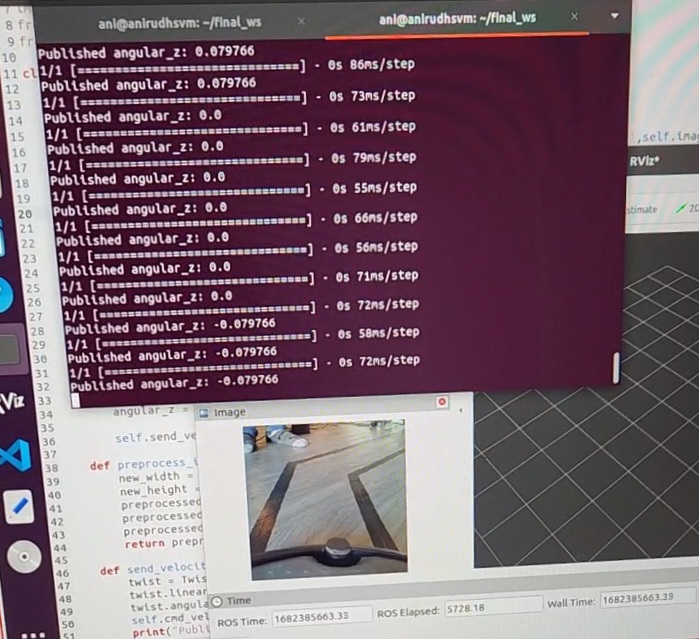 ani@anirudhsvm: ~/final_ws × ani@anirudhsvm: ~/final_ws ×
Published angular_z: 0.079766
1/1 [==============================] - 0s 86ms/step
Published angular_z: 0.079766
1/1 [==============================] - 0s 73ms/step
Published angular_z: 0.0
1/1 [==============================] - 0s 61ms/step
Published angular_z: 0.0
1/1 [==============================] - 0s 79ms/step
Published angular_z: 0.0
1/1 [==============================] - 0s 55ms/step
Published angular_z: 0.0
1/1 [==============================] - 0s 66ms/step
Published angular_z: 0.0
1/1 [==============================] - 0s 56ms/step
Published angular_z: 0.0
1/1 [==============================] - 0s 71ms/step
Published angular_z: 0.0
1/1 [==============================] - 0s 72ms/step
Published angular_z: -0.079766
1/1 [==============================] - 0s 58ms/step
Published angular_z: -0.079766
1/1 [==============================] - 0s 72ms/step
Published angular_z: -0.079766
8 fr
9 fr
10
11 cl
12
13
14
15
16
17
18
19
20
21
22
23
24
25
26
27
28
29
30
31
32
33
34 angular_z =
35
36 self.send_ve
37
38 def preprocess_i
39 new_width =
40 new_height =
41 preprocessed
42 preprocessed
43 preprocessed
44 return prepr
45
46 def send_velocit
47 twist = Twis
48 twist.linear
49 twist.angula
50 self.cmd_vel
51 print("Publi
',self.imag
RViz*
stimate
20
Viz
Image
Time
ROS Time: 1682385663.35 ROS Elapsed: 5728.18 Wall Time: 1682385663.39